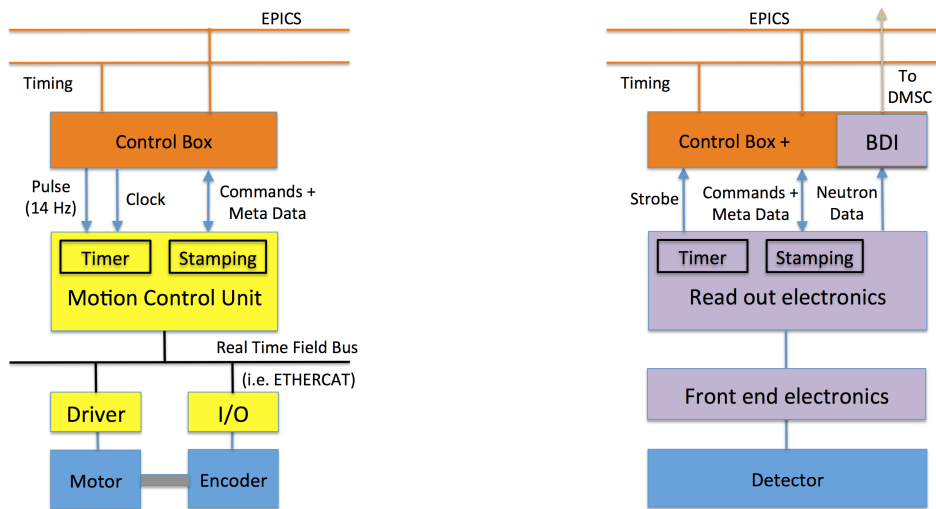 EPICS
Timing
Control Box
Pulse
(14 Hz)
Clock
Commands +
Meta Data
Timer
Stamping
Motion Control Unit
Real Time Field Bus
(i.e. ETHERCAT)
Driver
I/O
Motor
Encoder
EPICS
Timing
To
DMSC
Control Box +
BDI
Strobe
Commands +
Meta Data
Neutron
Data
Timer
Stamping
Read out electronics
Front end electronics
Detector